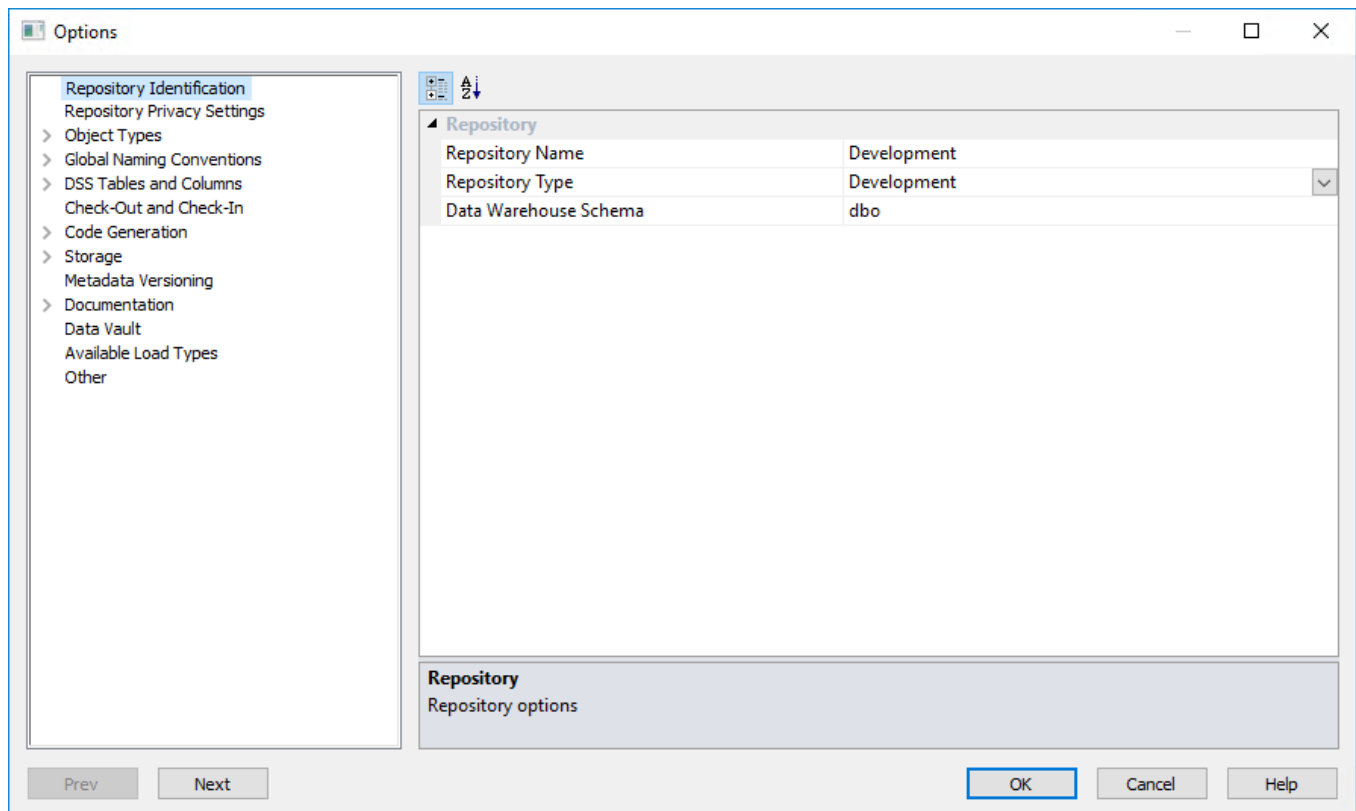 Options
Repository Identification
Repository Privacy Settings
Object Types
Global Naming Conventions
DSS Tables and Columns
Check-Out and Check-In
Code Generation
Storage
Metadata Versioning
Documentation
Data Vault
Available Load Types
Other
A
Z
Repository
Repository Name Development
Repository Type Development
Data Warehouse Schema dbo
Repository
Repository options
Prev Next OK Cancel Help